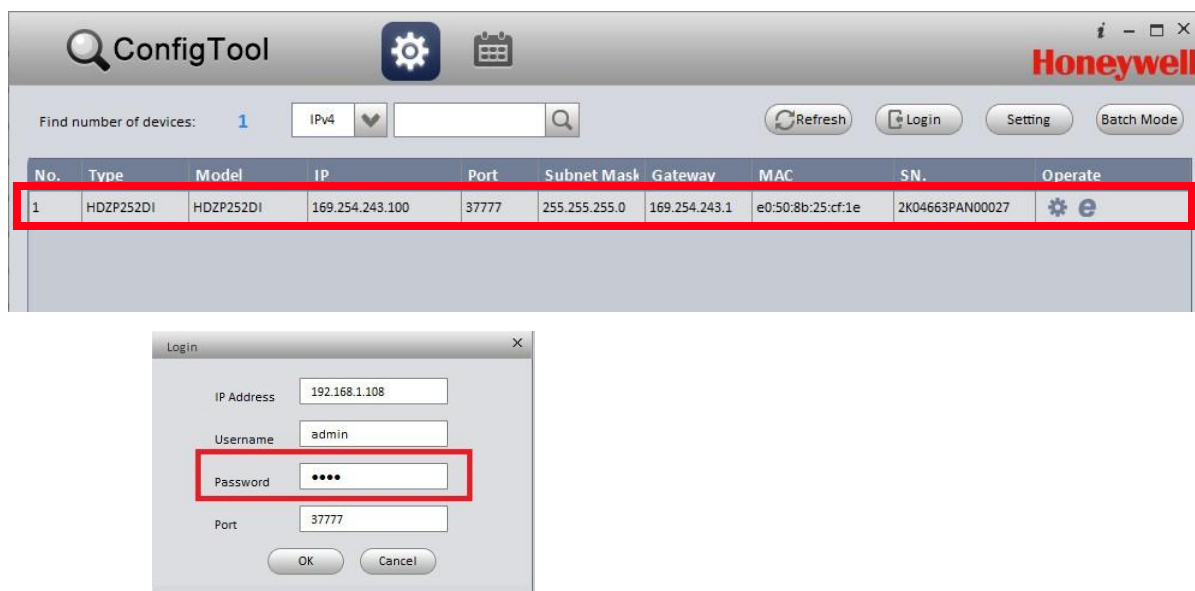 ConfigTool
Honeywell
Find number of devices: 1 IPv4 Refresh Login Setting Batch Mode
No. Type Model IP Port Subnet Mask Gateway MAC SN. Operate
1 HDZP252DI HDZP252DI 169.254.243.100 37777 255.255.255.0 169.254.243.1 e0:50:8b:25:cf:1e 2K04663PAN00027
Login
IP Address 192.168.1.108
Username admin
Password ••••
Port 37777
OK Cancel